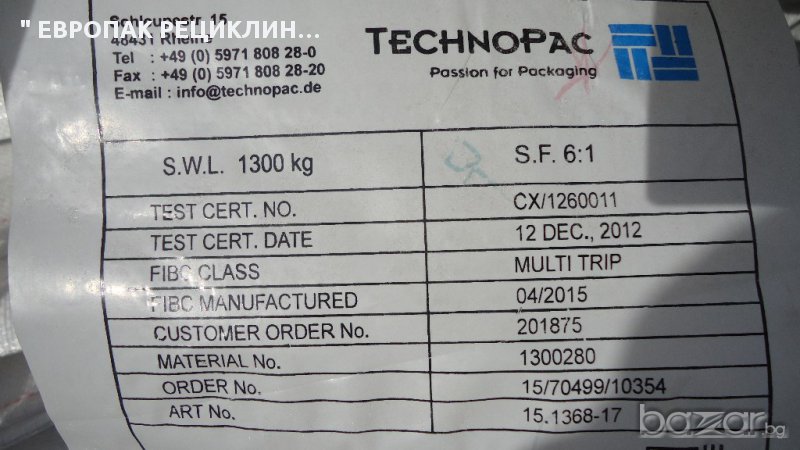 " ЕВРОПАК РЕЦИКЛИН...
48431 Rheine
Tel : +49 (0) 5971 808 28-0
Fax : +49 (0) 5971 808 28-20
E-mail : info@technopac.de
TECHNOPAC
Passion for Packaging
S.W.L. 1300 kg S.F. 6:1
TEST CERT. NO. CX/1260011
TEST CERT. DATE 12 DEC., 2012
FIBC CLASS MULTI TRIP
FIBC MANUFACTURED 04/2015
CUSTOMER ORDER No. 201875
MATERIAL No. 1300280
ORDER No. 15/70499/10354
ART No. 15.1368-17
bazar.bg